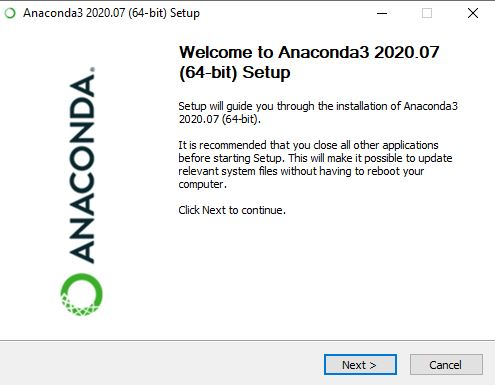 Anaconda3 2020.07 (64-bit) Setup
Welcome to Anaconda3 2020.07
(64-bit) Setup
Setup will guide you through the installation of Anaconda3
2020.07 (64-bit).
It is recommended that you close all other applications
before starting Setup. This will make it possible to update
relevant system files without having to reboot your
computer.
Click Next to continue.
ANACONDA.
Next >
Cancel